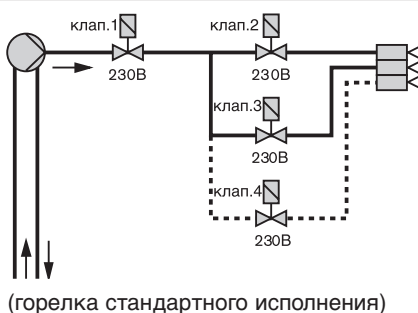 клап.1
клап.2
230В
230В
клап.3
230В
клап.4
230В
(горелка стандартного исполнения)